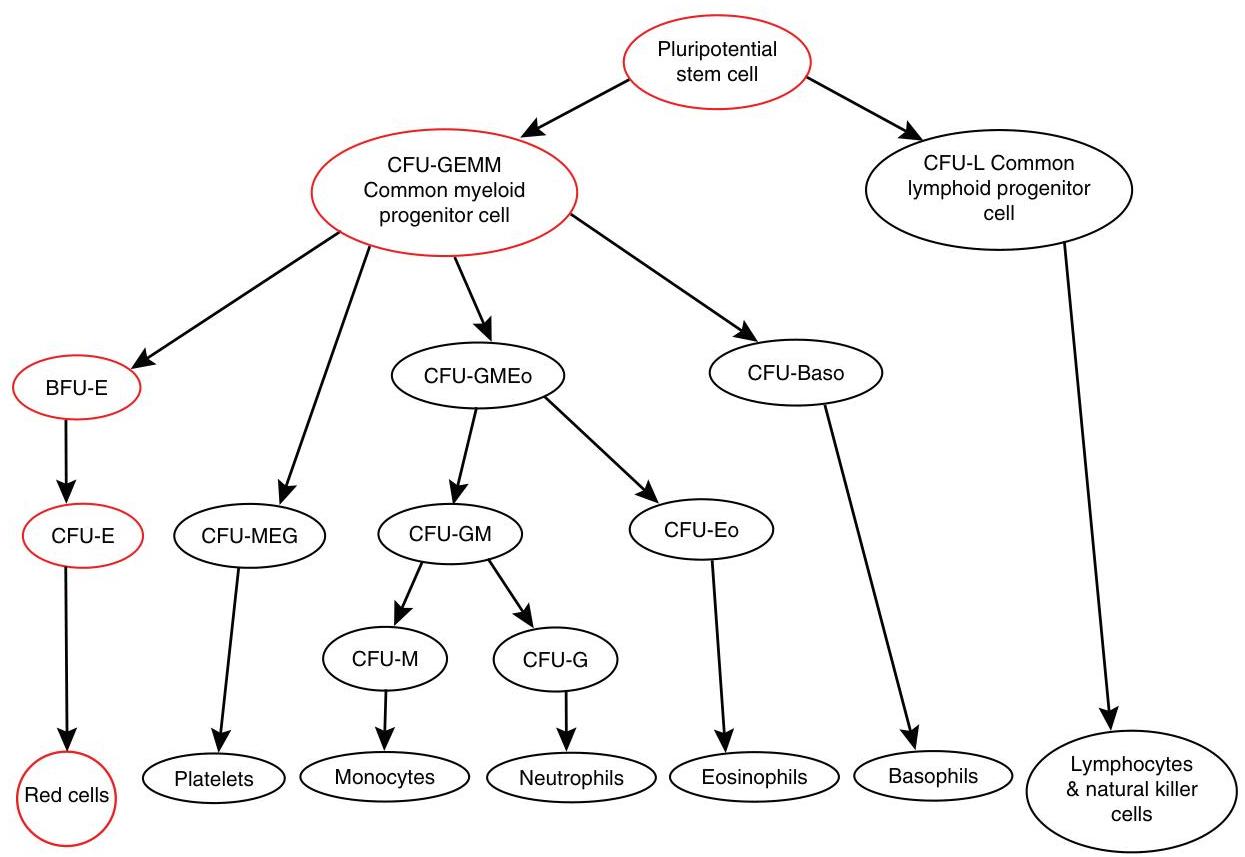 Pluripotential
stem cell
CFU-GEMM
Common myeloid
progenitor cell
CFU-L Common
lymphoid progenitor
cell
BFU-E
CFU-GMEo
CFU-Baso
CFU-E
CFU-MEG
CFU-GM
CFU-Eo
CFU-M
CFU-G
Red cells
Platelets
Monocytes
Neutrophils
Eosinophils
Basophils
Lymphocytes
& natural killer
cells